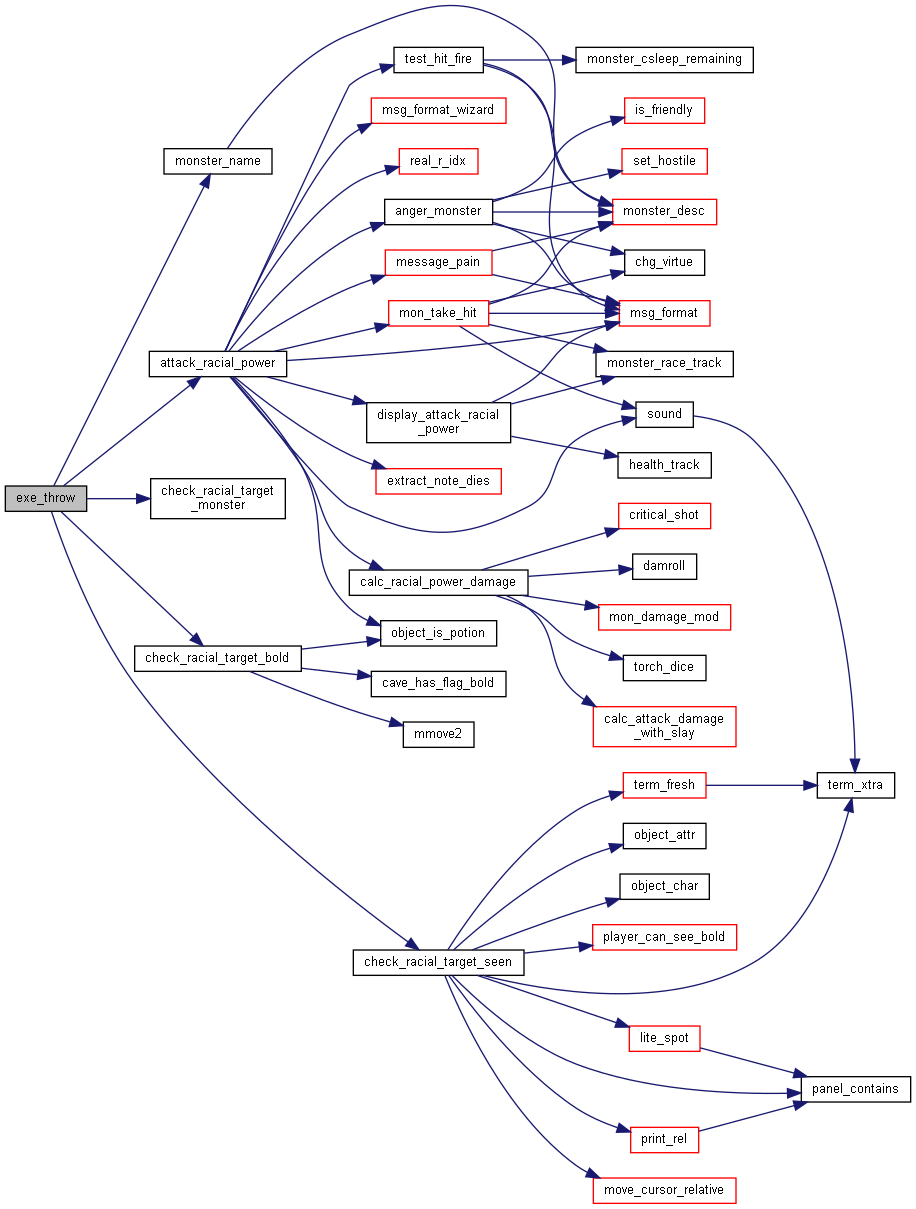 test_hit_fire
monster_csleep_remaining
msg_format_wizard
is_friendly
monster_name
real_r_idx
set_hostile
anger_monster
monster_desc
message_pain
chg_virtue
mon_take_hit
msg_format
attack_racial_power
monster_race_track
display_attack_racial
_power
sound
health_track
extract_note_dies
exe_throw
check_racial_target
_monster
critical_shot
damroll
calc_racial_power_damage
mon_damage_mod
object_is_potion
check_racial_target_bold
torch_dice
cave_has_flag_bold
calc_attack_damage
_with_slay
mmove2
term_fresh
term_xtra
object_attr
object_char
player_can_see_bold
check_racial_target_seen
lite_spot
panel_contains
print_rel
move_cursor_relative